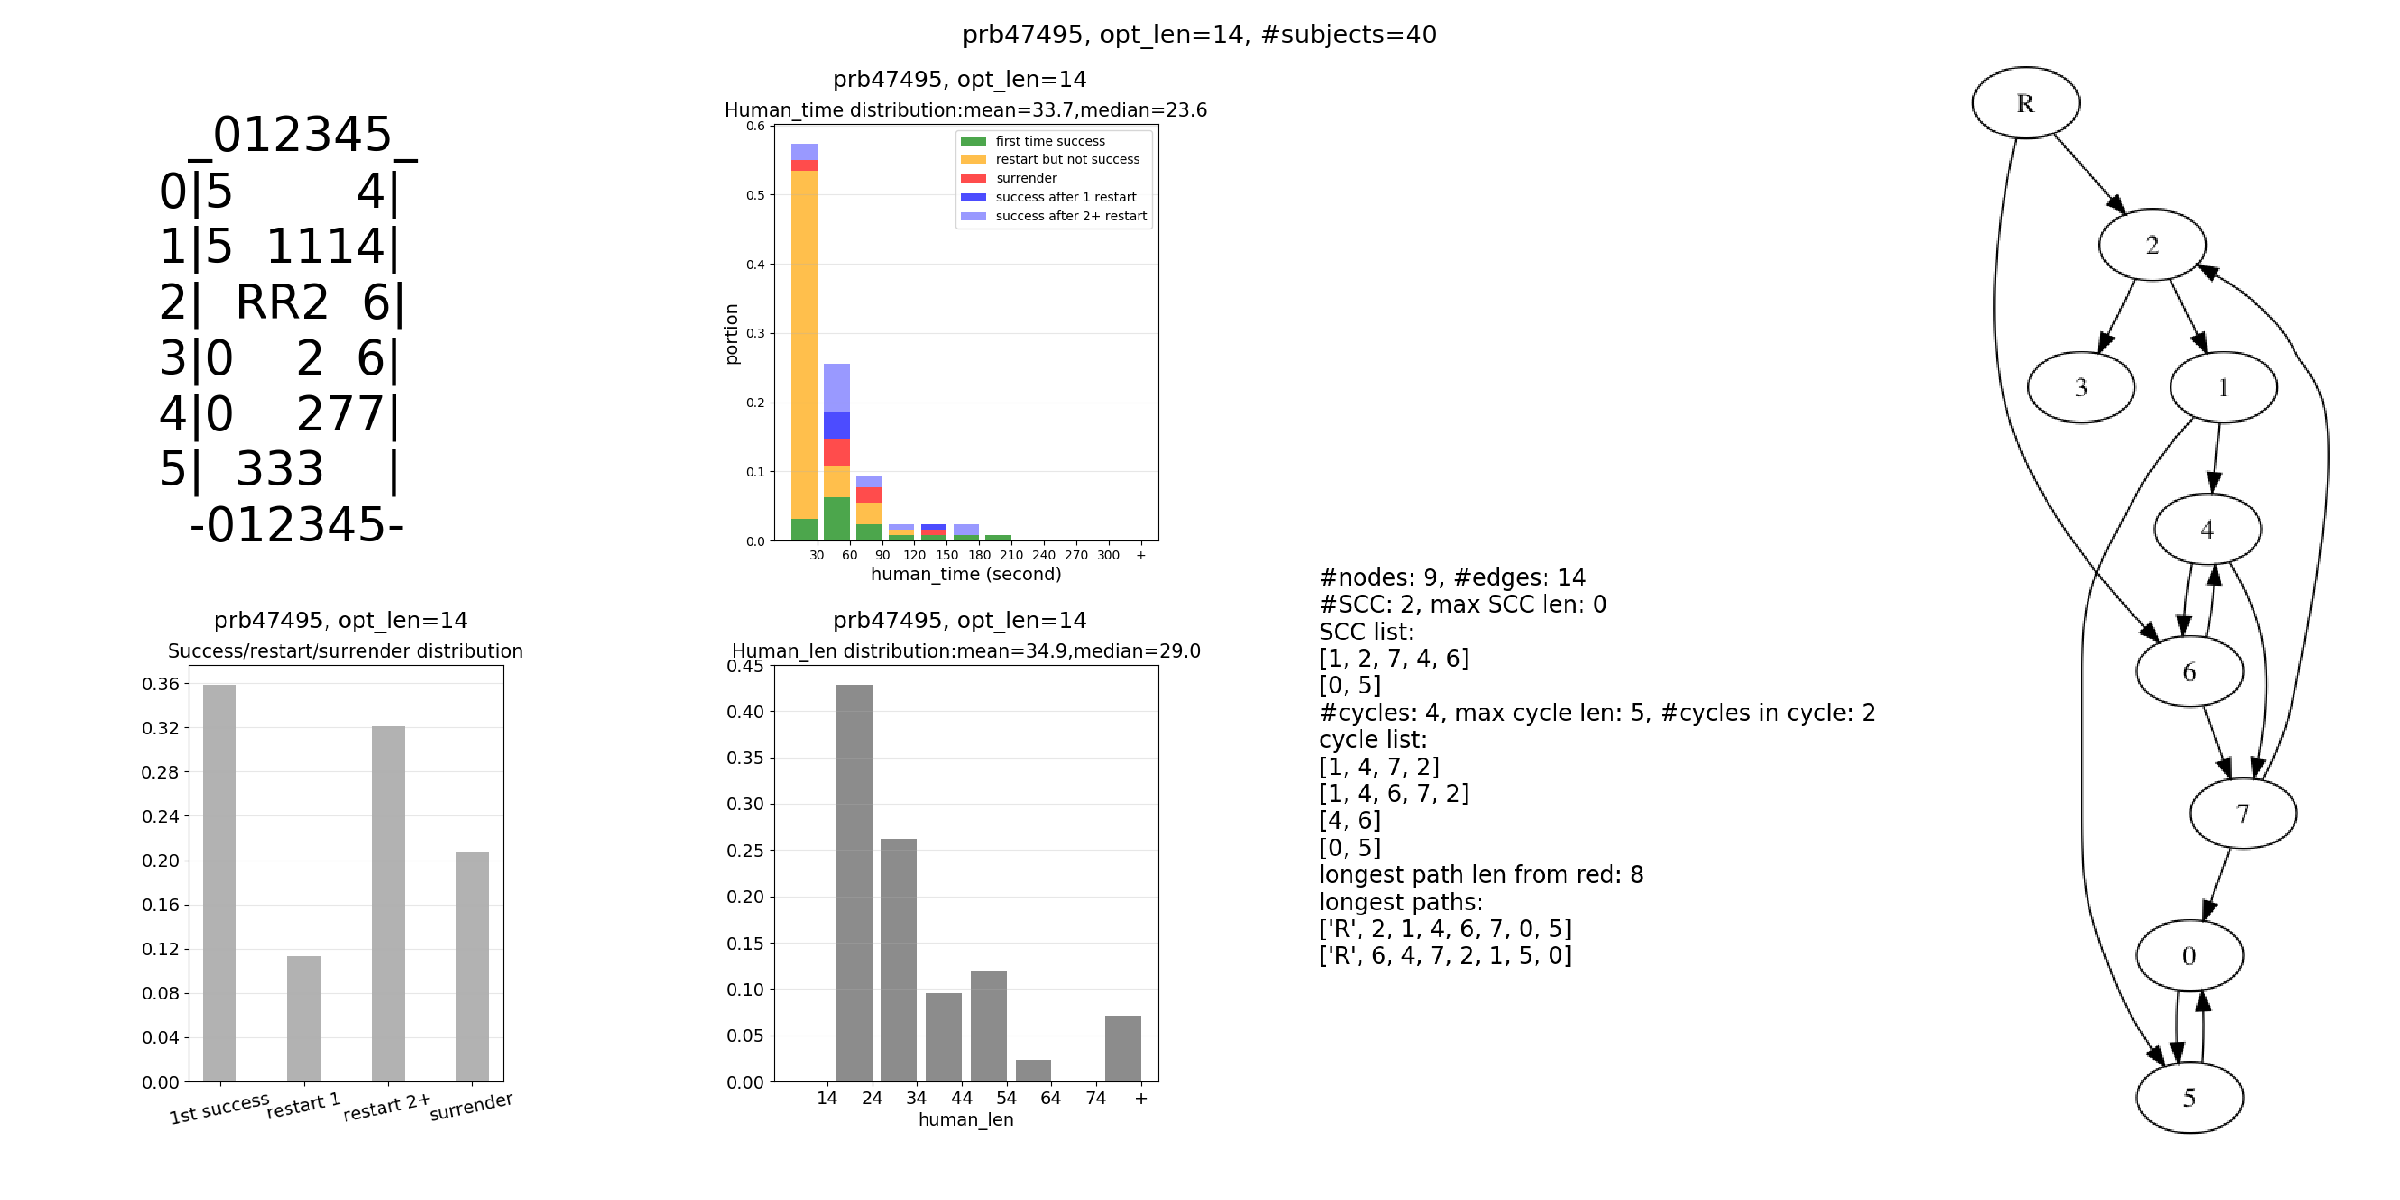 prb47495, opt_len=14, #subjects=40
_012345_
0|5    4|
1|5 1114|
2| RR2 6|
3|0  2 6|
4|0  277|
5| 333  |
-012345-
prb47495, opt_len=14
Human_time distribution:mean=33.7,median=23.6
0.6
0.5
0.4
0.3
0.2
0.1
0.0
portion
first time success
restart but not success
surrender
success after 1 restart
success after 2+ restart
30 60 90 120 150 180 210 240 270 300 +
human_time (second)
prb47495, opt_len=14
Success/restart/surrender distribution
0.36
0.32
0.28
0.24
0.20
0.16
0.12
0.08
0.04
0.00
1st success restart 1 restart 2+ surrender
prb47495, opt_len=14
Human_len distribution:mean=34.9,median=29.0
0.45
0.40
0.35
0.30
0.25
0.20
0.15
0.10
0.05
0.00
14 24 34 44 54 64 74 +
human_len
#nodes: 9, #edges: 14
#SCC: 2, max SCC len: 0
SCC list:
[1, 2, 7, 4, 6]
[0, 5]
#cycles: 4, max cycle len: 5, #cycles in cycle: 2
cycle list:
[1, 4, 7, 2]
[1, 4, 6, 7, 2]
[4, 6]
[0, 5]
longest path len from red: 8
longest paths:
['R', 2, 1, 4, 6, 7, 0, 5]
['R', 6, 4, 7, 2, 1, 5, 0]
R
2
3 1
4
6
7
0
5